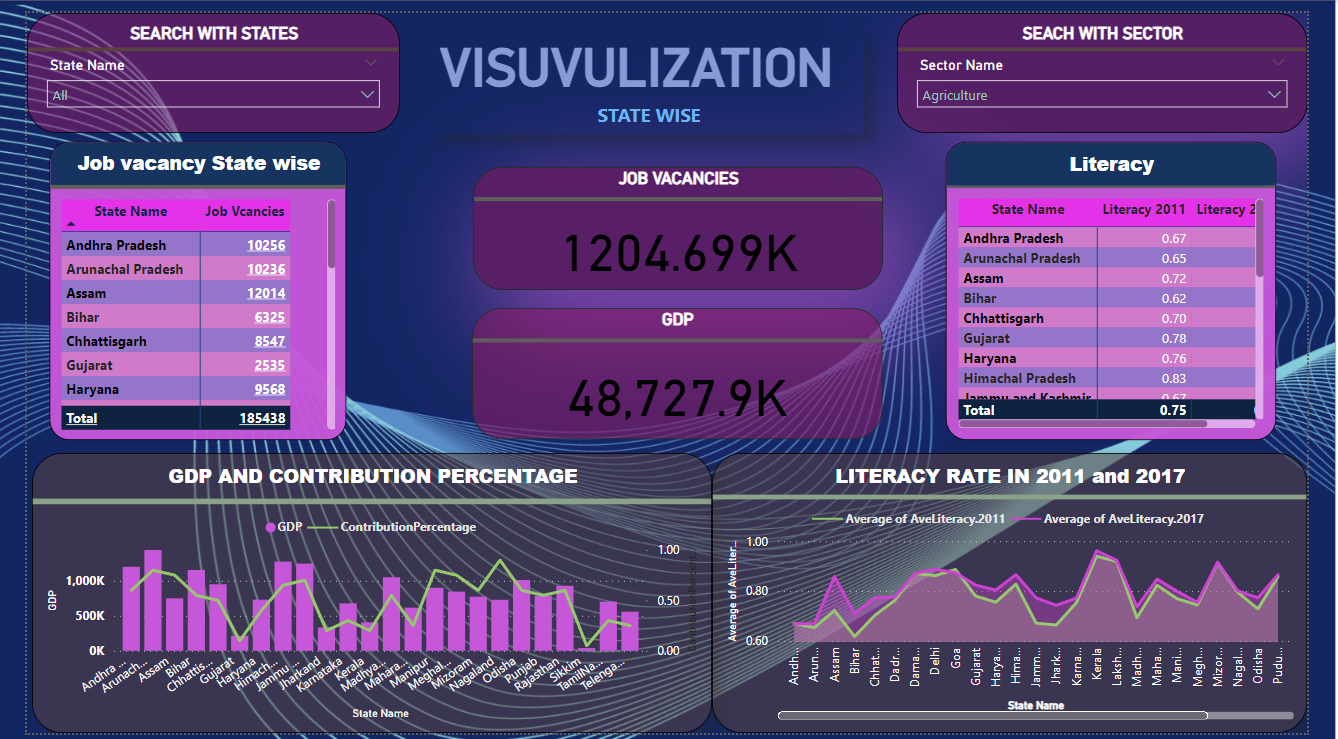 SEARCH WITH STATES
State Name
All
VISUVULIZATION
STATE WISE
SEACH WITH SECTOR
Sector Name
Agriculture
Job vacancy State wise
State Name Job Vcancies
Andhra Pradesh 10256
Arunachal Pradesh 10236
Assam 12014
Bihar 6325
Chhattisgarh 8547
Gujarat 2535
Haryana 9568
Total 185438
JOB VACANCIES
1204.699K
GDP
48,727.9K
Literacy
State Name Literacy 2011 Literacy 2
Andhra Pradesh 0.67
Arunachal Pradesh 0.65
Assam 0.72
Bihar 0.62
Chhattisgarh 0.70
Gujarat 0.78
Haryana 0.76
Himachal Pradesh 0.83
Jammu and Kashmir 0.67
Total 0.75
GDP AND CONTRIBUTION PERCENTAGE
GDP ContributionPercentage
GDP
1,000K
500K
0K
1.00
0.50
0.00
Andhra ...
Arunach...
Assam
Bihar
Chhattis...
Gujarat
Haryana
Himach...
Jammu ...
Jharkand
Karnataka
Kerala
Madhya...
Mahara...
Manipur
Meghal...
Mizoram
Nagaland
Odisha
Punjab
Rajasthan
Sikkim
Tamilna...
Telenga...
State Name
LITERACY RATE IN 2011 and 2017
Average of AveLiteracy.2011 Average of AveLiteracy.2017
Average of AveLiter...
1.00
0.80
0.60
Andh...
Arun...
Assam
Bihar
Chhat...
Dadr...
Dama...
Delhi
Goa
Gujarat
Harya...
Hima...
Jamm...
Jhark...
Karna...
Kerala
Laksh...
Madh...
Maha...
Mani...
Megh...
Mizor...
Nagal...
Odisha
Pudu...
State Name